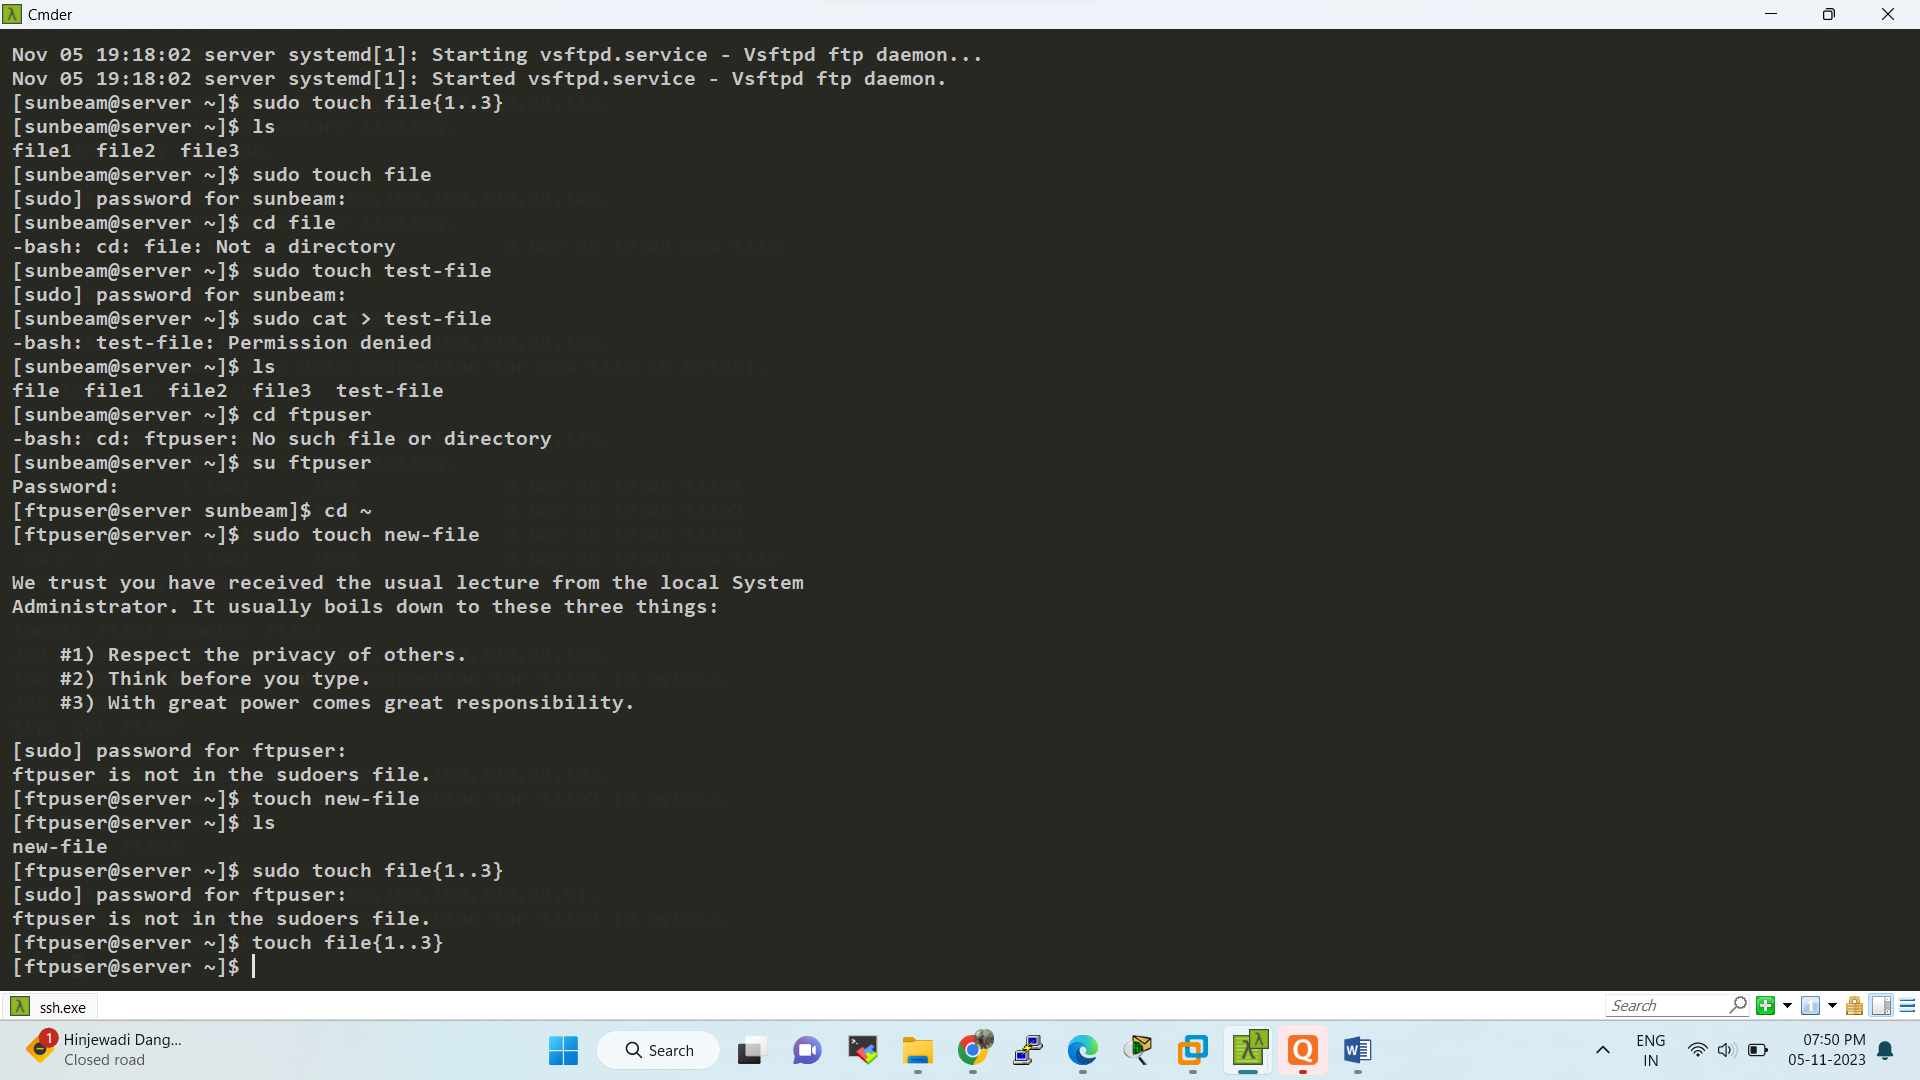 Cmder
Nov 05 19:18:02 server systemd[1]: Starting vsftpd.service - Vsftpd ftp daemon...
Nov 05 19:18:02 server systemd[1]: Started vsftpd.service - Vsftpd ftp daemon.
[sunbeam@server ~]$ sudo touch file{1..3}
[sunbeam@server ~]$ ls
file1  file2  file3
[sunbeam@server ~]$ sudo touch file
[sudo] password for sunbeam:
[sunbeam@server ~]$ cd file
-bash: cd: file: Not a directory
[sunbeam@server ~]$ sudo touch test-file
[sudo] password for sunbeam:
[sunbeam@server ~]$ sudo cat > test-file
-bash: test-file: Permission denied
[sunbeam@server ~]$ ls
file  file1  file2  file3  test-file
[sunbeam@server ~]$ cd ftpuser
-bash: cd: ftpuser: No such file or directory
[sunbeam@server ~]$ su ftpuser
Password:
[ftpuser@server sunbeam]$ cd ~
[ftpuser@server ~]$ sudo touch new-file
We trust you have received the usual lecture from the local System
Administrator. It usually boils down to these three things:
#1) Respect the privacy of others.
#2) Think before you type.
#3) With great power comes great responsibility.
[sudo] password for ftpuser:
ftpuser is not in the sudoers file.
[ftpuser@server ~]$ touch new-file
[ftpuser@server ~]$ ls
new-file
[ftpuser@server ~]$ sudo touch file{1..3}
[sudo] password for ftpuser:
ftpuser is not in the sudoers file.
[ftpuser@server ~]$ touch file{1..3}
[ftpuser@server ~]$
ssh.exe
Search
1
Hinjewadi Dang...
Closed road
Search
ENG
IN
07:50 PM
05-11-2023